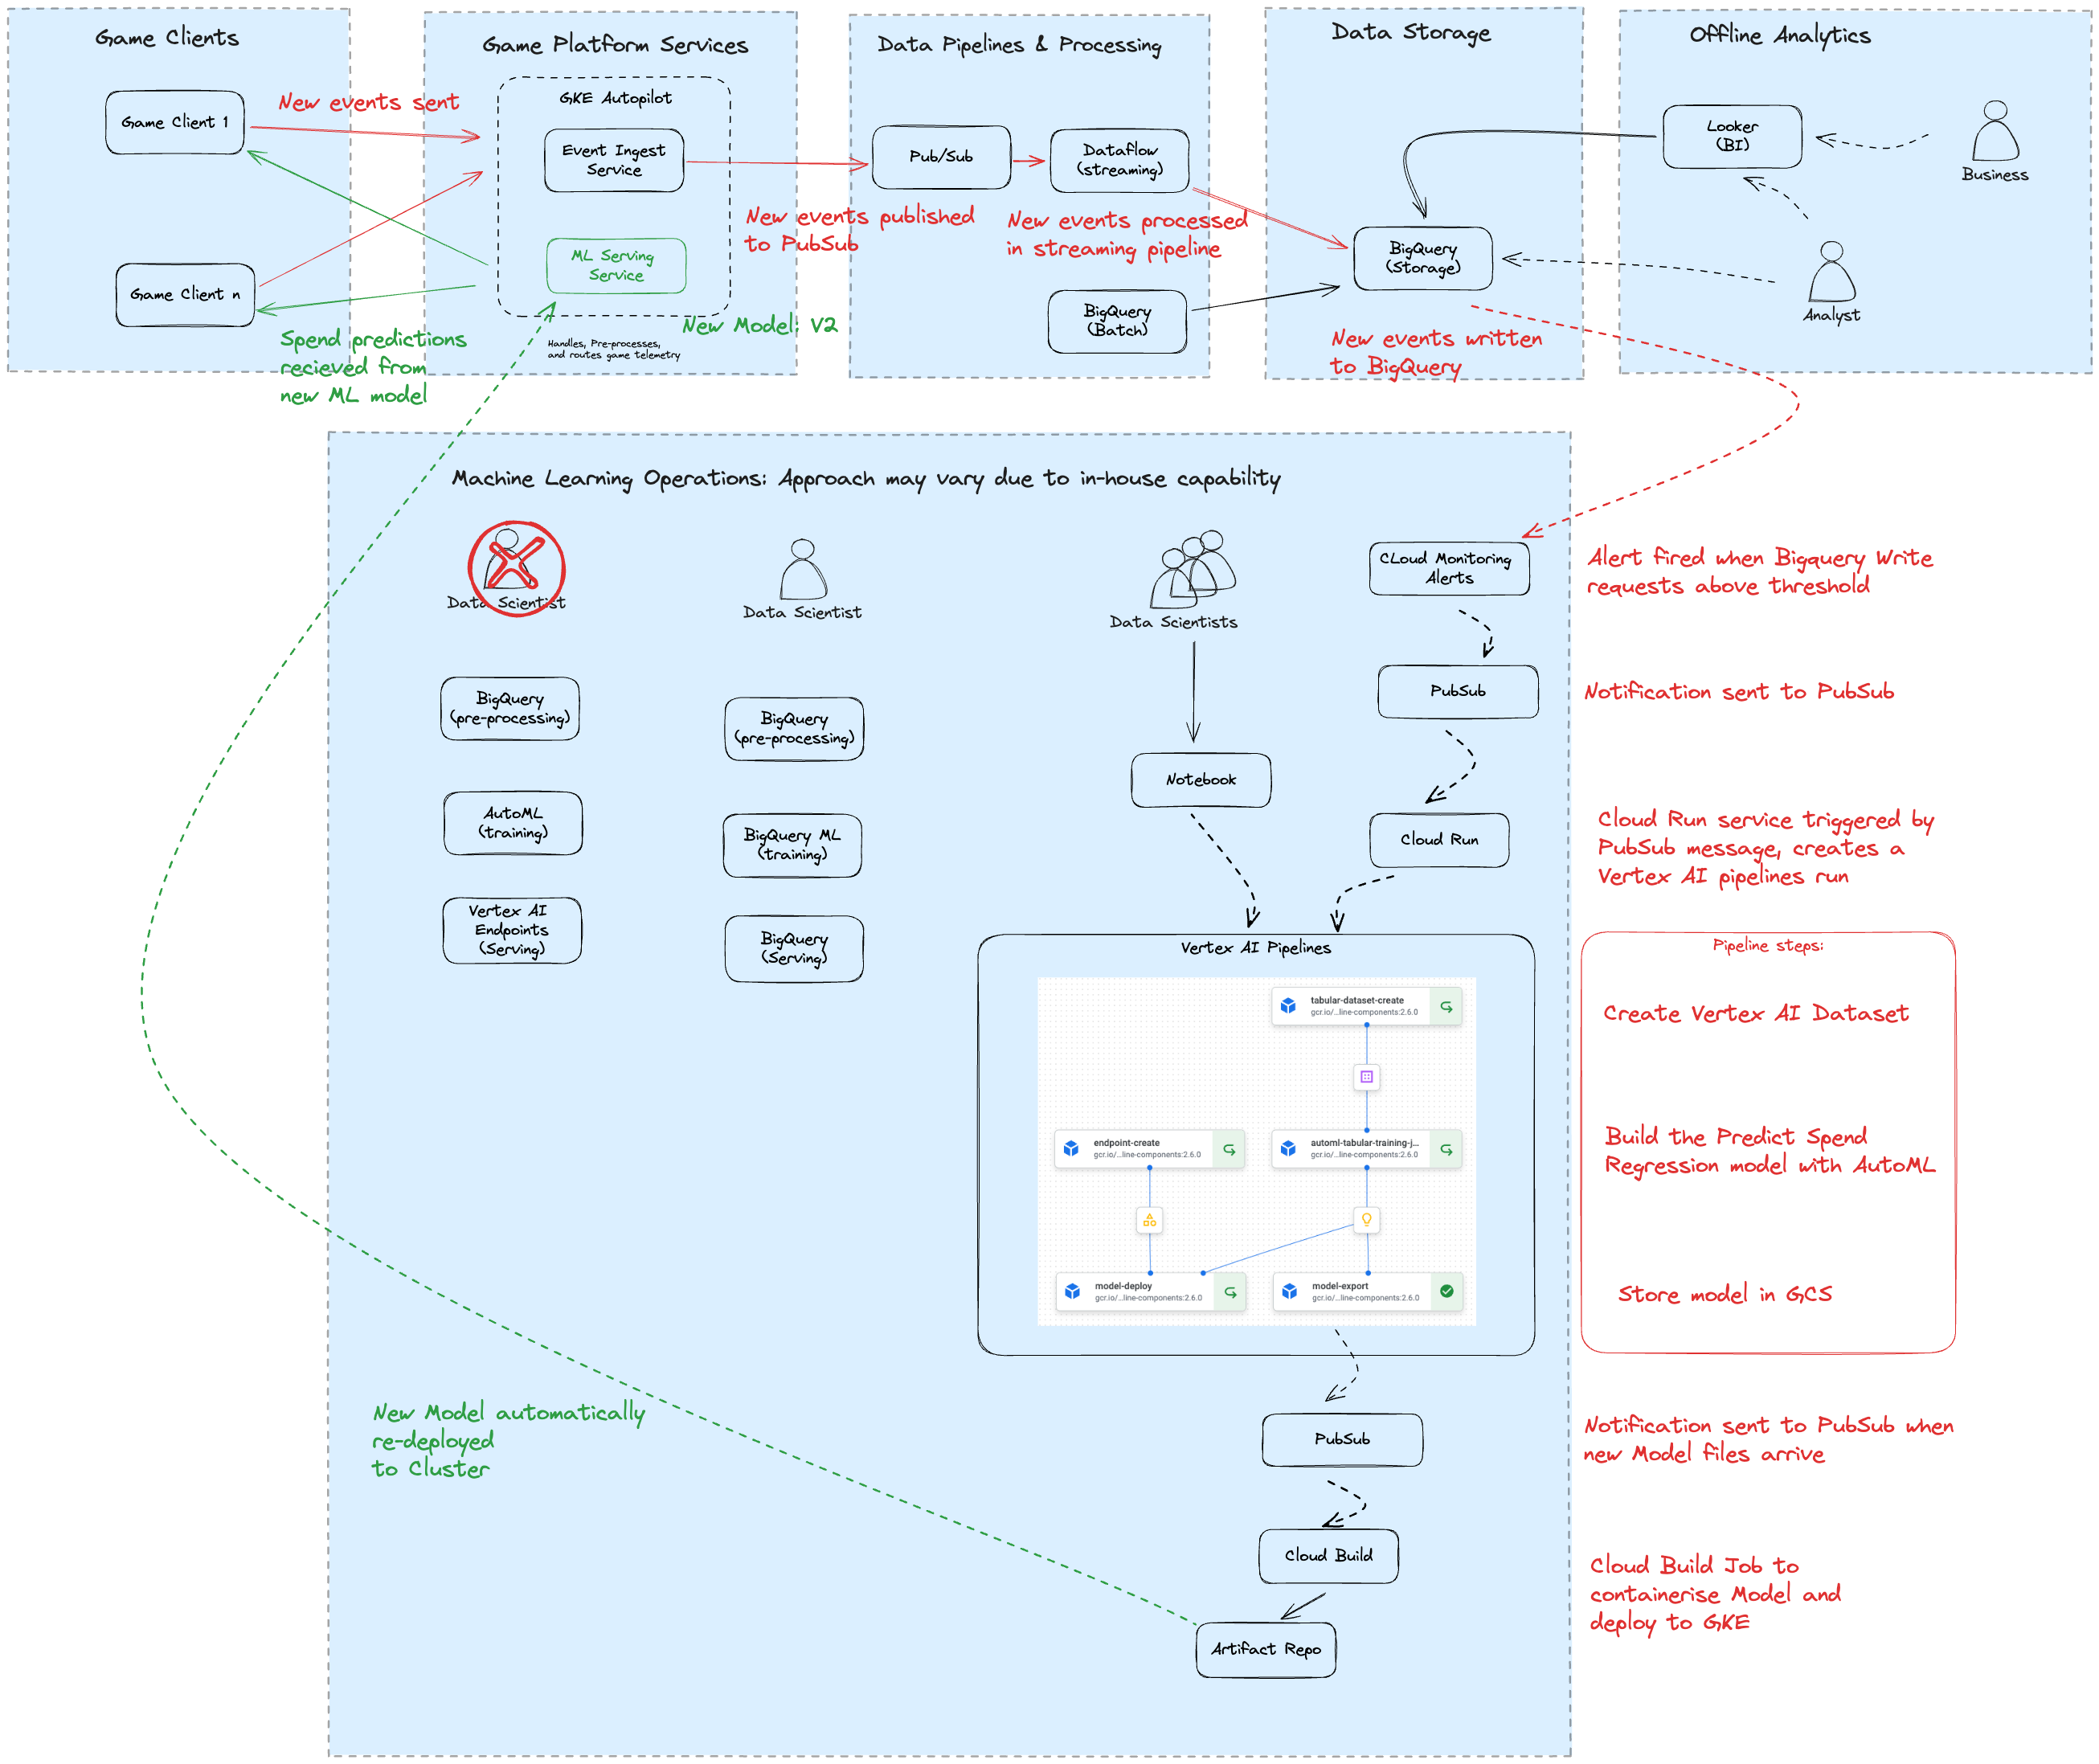 Game Clients
Game Client 1
Game Client n
New events sent
Spend predictions
recieved from
new ML model
Game Platform Services
GKE Autopilot
Event Ingest
Service
ML Serving
Service
New Model: V2
Handles, Pre-processes,
and routes game telemetry
Data Pipelines & Processing
Pub/Sub
Dataflow
(streaming)
New events published
to PubSub
New events processed
in streaming pipeline
BigQuery
(Batch)
Data Storage
BigQuery
(Storage)
New events written
to BigQuery
Offline Analytics
Looker
(BI)
Business
Analyst
Machine Learning Operations: Approach may vary due to in-house capability
Data Scientist
BigQuery
(pre-processing)
AutoML
(training)
Vertex AI
Endpoints
(Serving)
Data Scientist
BigQuery
(pre-processing)
BigQuery ML
(training)
BigQuery
(Serving)
Data Scientists
Notebook
CLoud Monitoring
Alerts
Alert fired when Bigquery Write
requests above threshold
PubSub
Notification sent to PubSub
Cloud Run
Cloud Run service triggered by
PubSub message, creates a
Vertex AI pipelines run
Vertex AI Pipelines
tabular-dataset-create
gcr.io/...line-components:2.6.0
endpoint-create
gcr.io/...line-components:2.6.0
automl-tabular-training-j...
gcr.io/...line-components:2.6.0
model-deploy
gcr.io/...line-components:2.6.0
model-export
gcr.io/...line-components:2.6.0
Pipeline steps:
Create Vertex AI Dataset
Build the Predict Spend
Regression model with AutoML
Store model in GCS
PubSub
Notification sent to PubSub when
new Model files arrive
Cloud Build
Cloud Build Job to
containerise Model and
deploy to GKE
Artifact Repo
New Model automatically
re-deployed
to Cluster